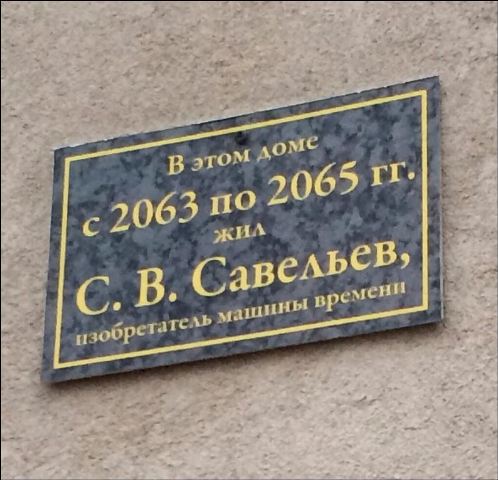 В этом доме
с 2063 по 2065 гг.
жил
С. В. Савельев,
изобретатель машины времени